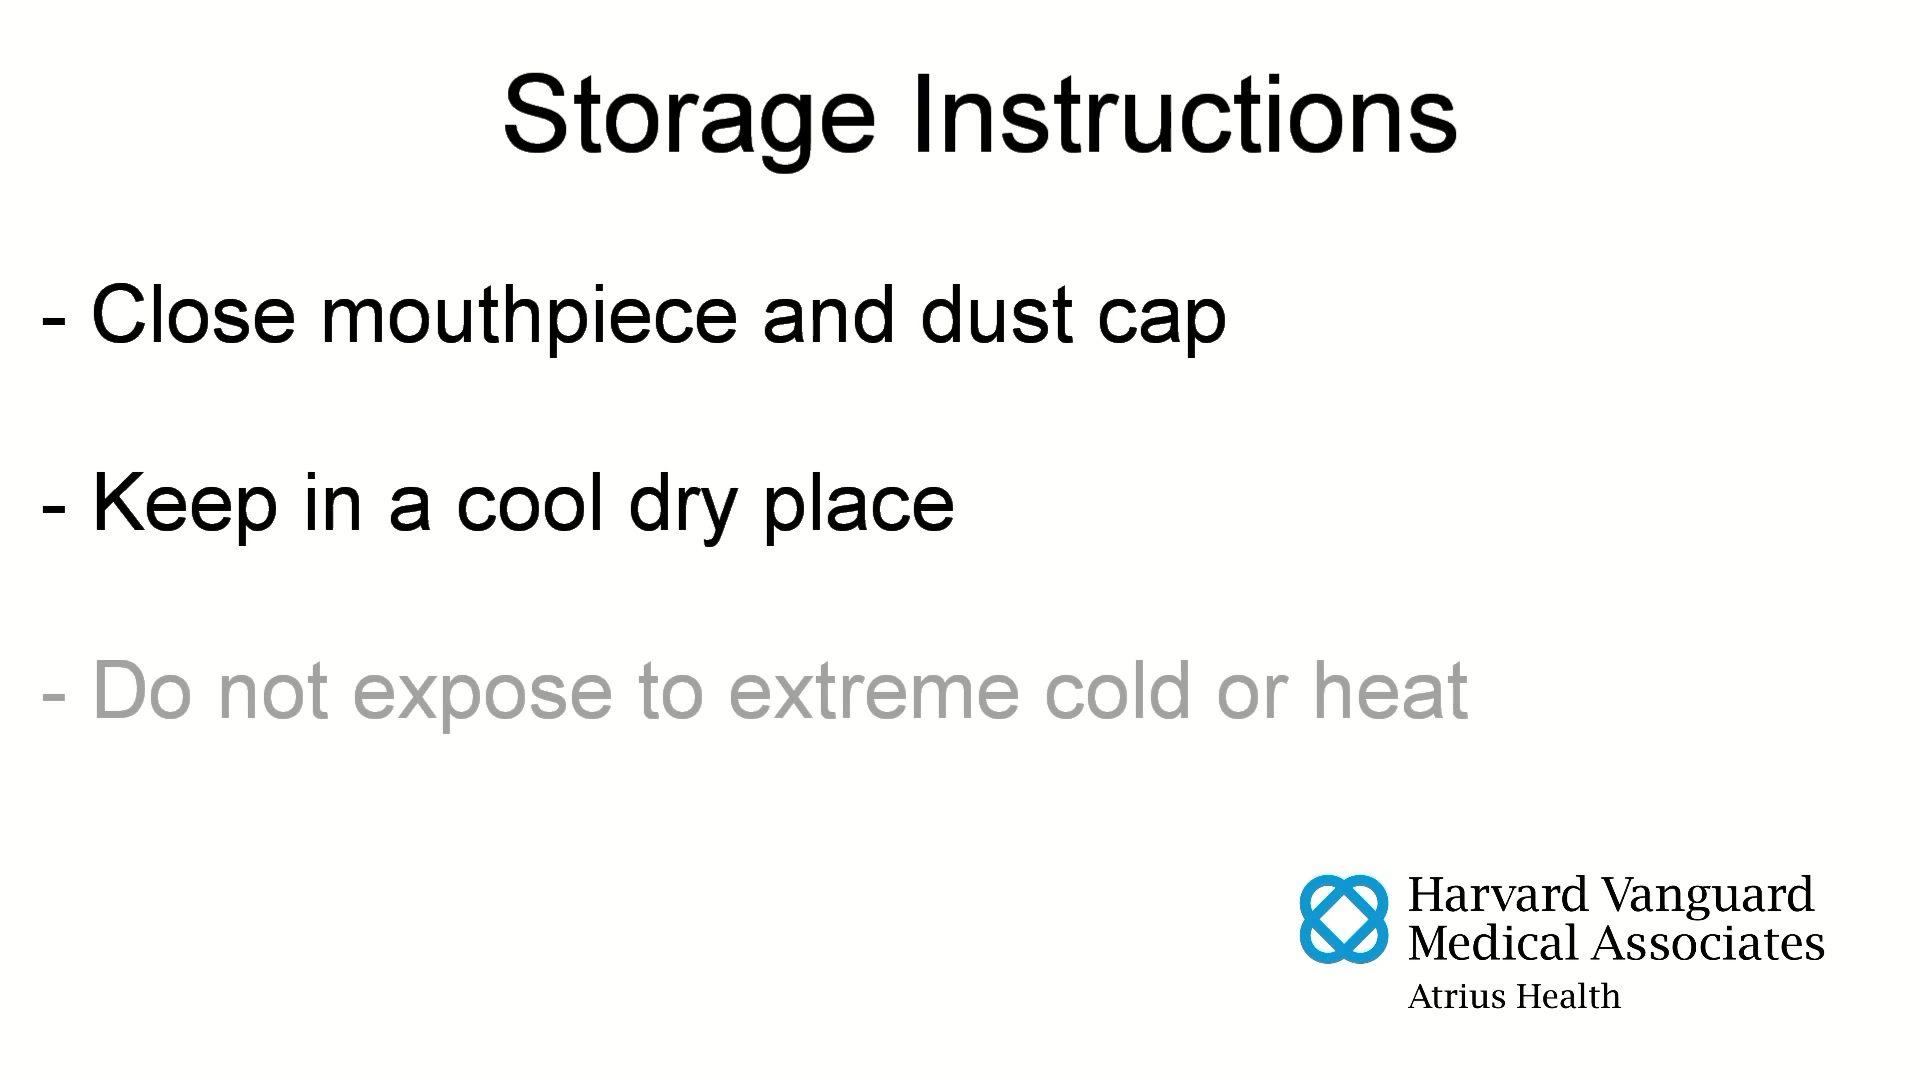 Storage Instructions
- Close mouthpiece and dust cap
- Keep in a cool dry place
- Do not expose to extreme cold or heat
Harvard Vanguard
Medical Associates
Atrius Health